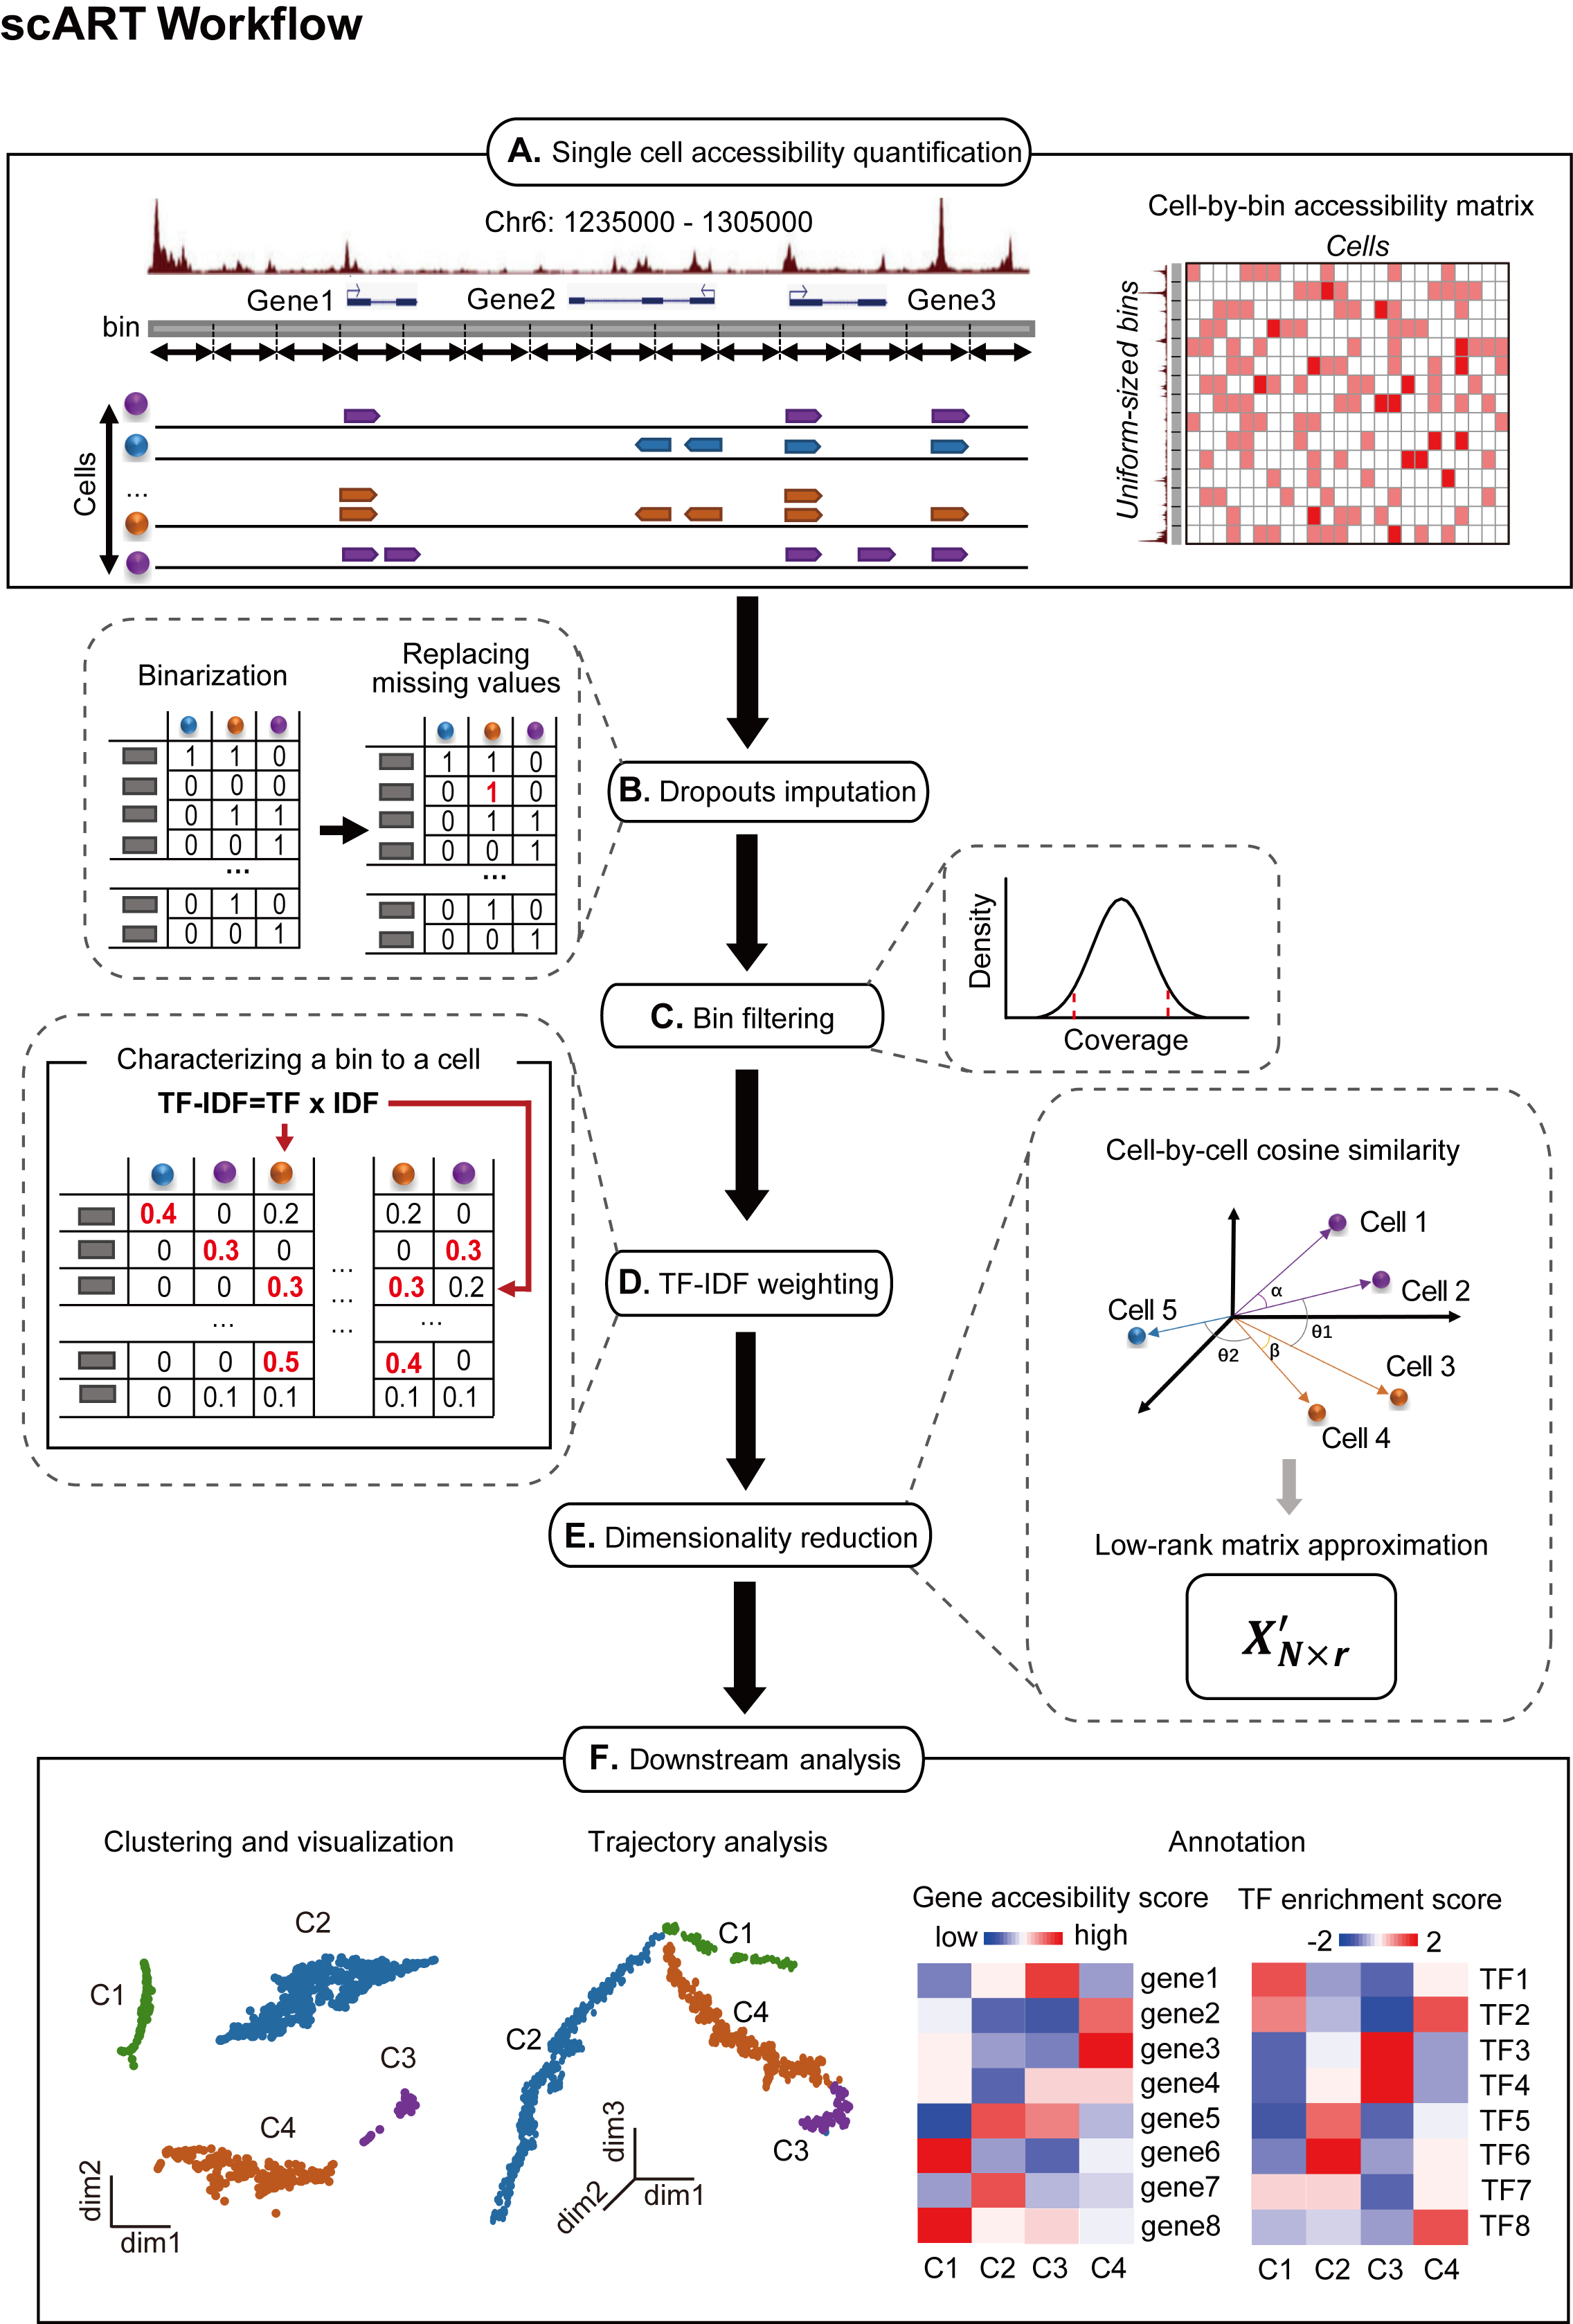 scART Workflow
A. Single cell accessibility quantification
Chr6: 1235000 - 1305000
Gene1
Gene2
Gene3
bin
Cells
...
Cell-by-bin accessibility matrix
Cells
Uniform-sized bins
Binarization
1 1 0
0 0 0
0 1 1
0 0 1
...
0 1 0
0 0 1
Replacing
missing values
1 1 0
0 1 0
0 1 1
0 0 1
...
0 1 0
0 0 1
B. Dropouts imputation
C. Bin filtering
Density
Coverage
Characterizing a bin to a cell
TF-IDF=TF x IDF
0.4 0 0.2 0.2 0
0 0.3 0 0 0.3
0 0 0.3 0.3 0.2
...
...
...
... ...
0 0 0.5 0.4 0
0 0.1 0.1 0.1 0.1
D. TF-IDF weighting
Cell-by-cell cosine similarity
Cell 1
Cell 2
Cell 5
Cell 3
Cell 4
α
θ1
θ2
β
Low-rank matrix approximation
X′N×r
E. Dimensionality reduction
F. Downstream analysis
Clustering and visualization
C2
C1
C3
C4
dim2
dim1
Trajectory analysis
C1
C4
C2
C3
dim3
dim2
dim1
Annotation
Gene accesibility score
low high
gene1
gene2
gene3
gene4
gene5
gene6
gene7
gene8
C1 C2 C3 C4
TF enrichment score
-2 2
TF1
TF2
TF3
TF4
TF5
TF6
TF7
TF8
C1 C2 C3 C4